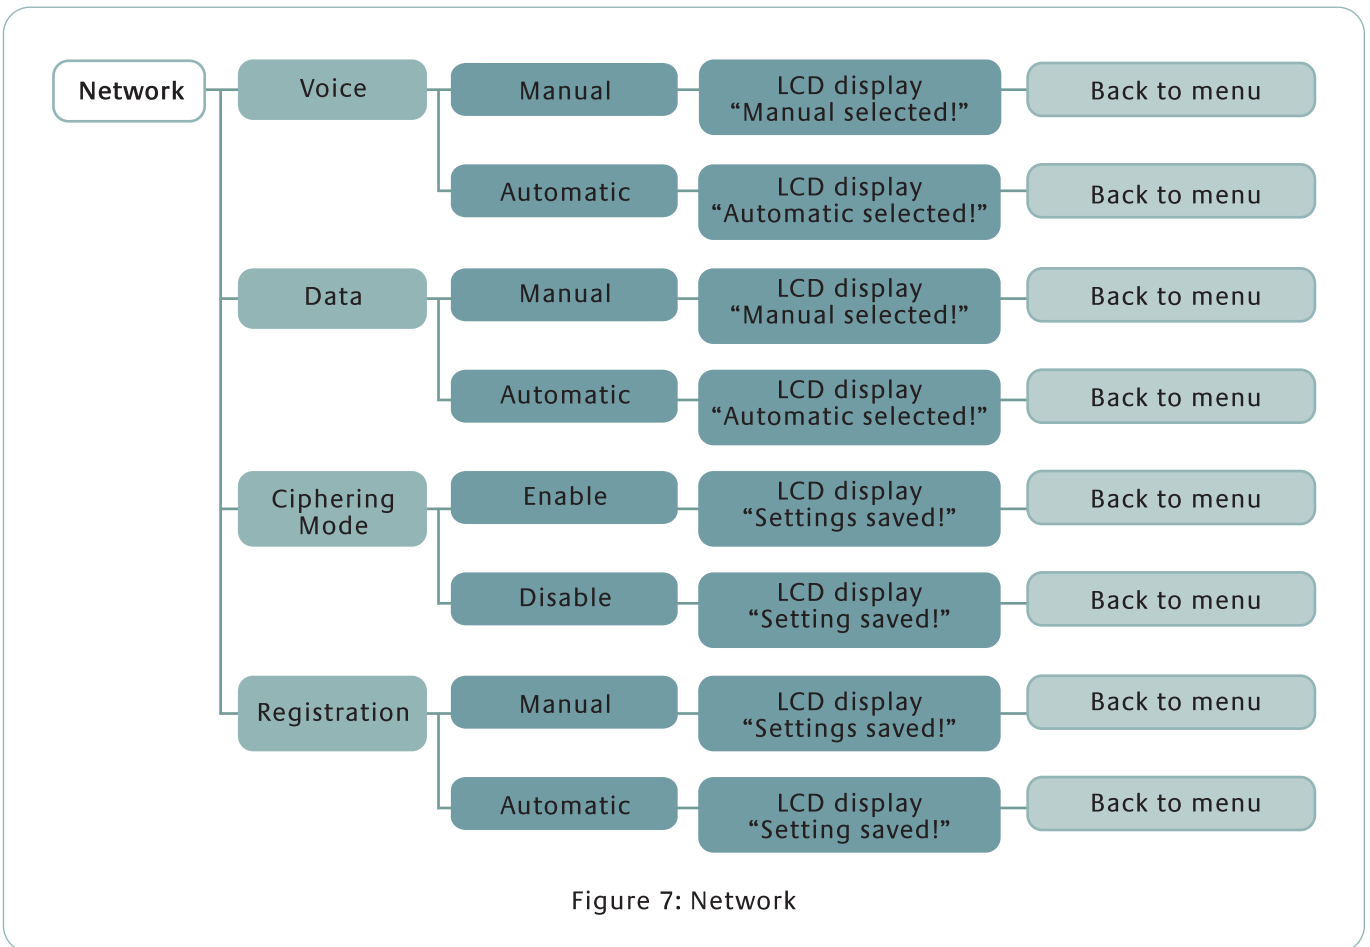 Network
Voice
Manual
LCD display
“Manual selected!”
Back to menu
Automatic
LCD display
“Automatic selected!”
Back to menu
Data
Manual
LCD display
“Manual selected!”
Back to menu
Automatic
LCD display
“Automatic selected!”
Back to menu
Ciphering
Mode
Enable
LCD display
“Settings saved!”
Back to menu
Disable
LCD display
“Setting saved!”
Back to menu
Registration
Manual
LCD display
“Settings saved!”
Back to menu
Automatic
LCD display
“Setting saved!”
Back to menu
Figure 7: Network